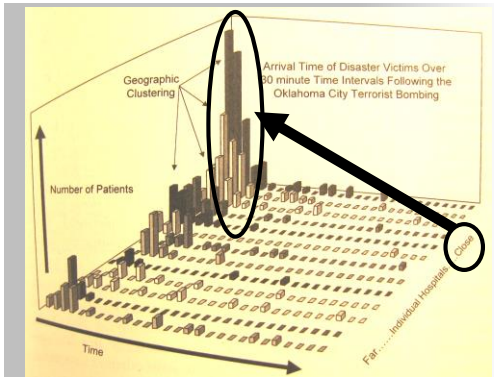 Arrival Time of Disaster Victims Over
30 minute Time Intervals Following the
Oklahoma City Terrorist Bombing
Geographic
Clustering
Number of Patients
Time
Far.......Individual Hospitals Close